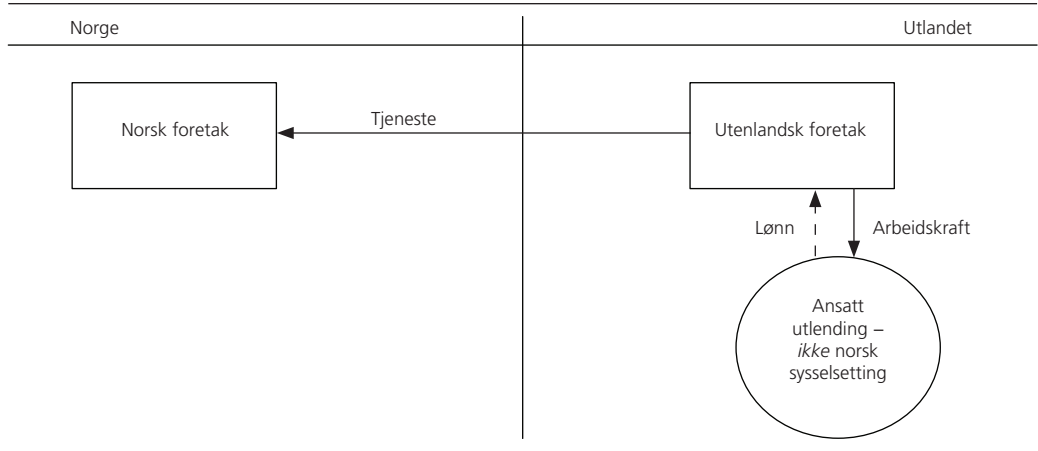 Norge
Utlandet
Norsk foretak
Tjeneste
Utenlandsk foretak
Lønn
Arbeidskraft
Ansatt
utlending –
ikke norsk
sysselsetting